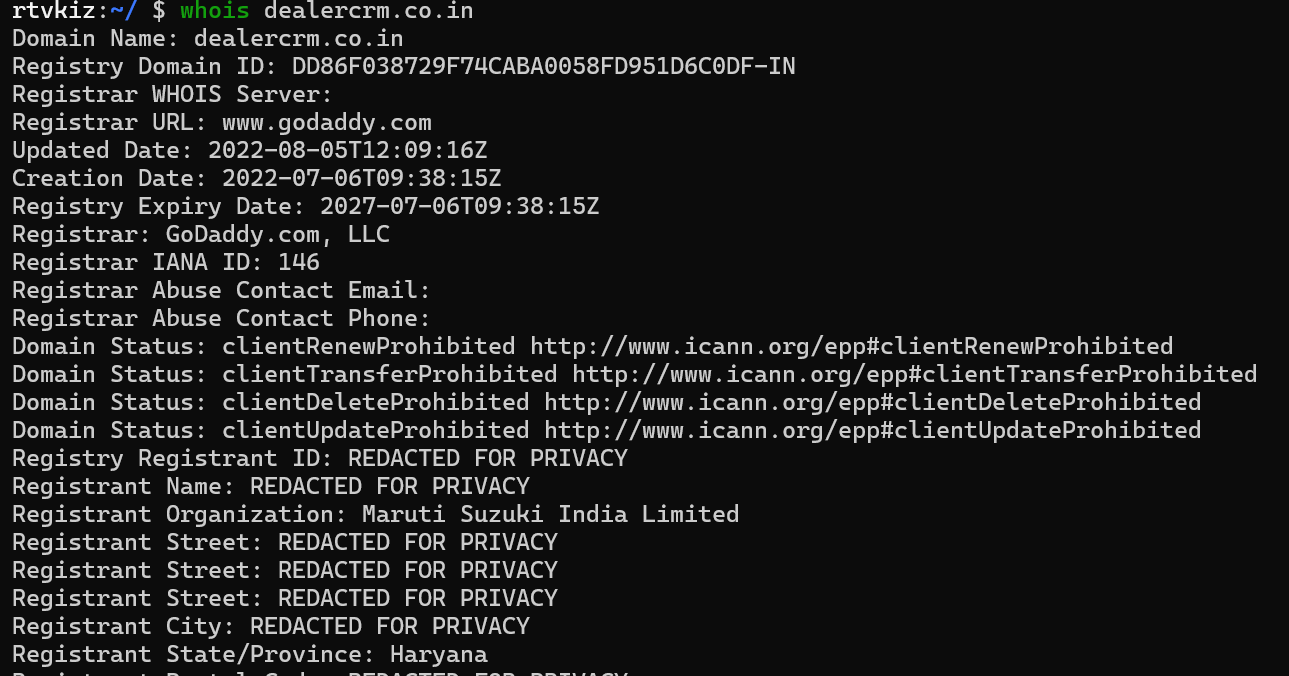 rtvkiz:~/ $ whois dealercrm.co.in
Domain Name: dealercrm.co.in
Registry Domain ID: DD86F038729F74CABA0058FD951D6C0DF-IN
Registrar WHOIS Server:
Registrar URL: www.godaddy.com
Updated Date: 2022-08-05T12:09:16Z
Creation Date: 2022-07-06T09:38:15Z
Registry Expiry Date: 2027-07-06T09:38:15Z
Registrar: GoDaddy.com, LLC
Registrar IANA ID: 146
Registrar Abuse Contact Email:
Registrar Abuse Contact Phone:
Domain Status: clientRenewProhibited http://www.icann.org/epp#clientRenewProhibited
Domain Status: clientTransferProhibited http://www.icann.org/epp#clientTransferProhibited
Domain Status: clientDeleteProhibited http://www.icann.org/epp#clientDeleteProhibited
Domain Status: clientUpdateProhibited http://www.icann.org/epp#clientUpdateProhibited
Registry Registrant ID: REDACTED FOR PRIVACY
Registrant Name: REDACTED FOR PRIVACY
Registrant Organization: Maruti Suzuki India Limited
Registrant Street: REDACTED FOR PRIVACY
Registrant Street: REDACTED FOR PRIVACY
Registrant Street: REDACTED FOR PRIVACY
Registrant City: REDACTED FOR PRIVACY
Registrant State/Province: Haryana